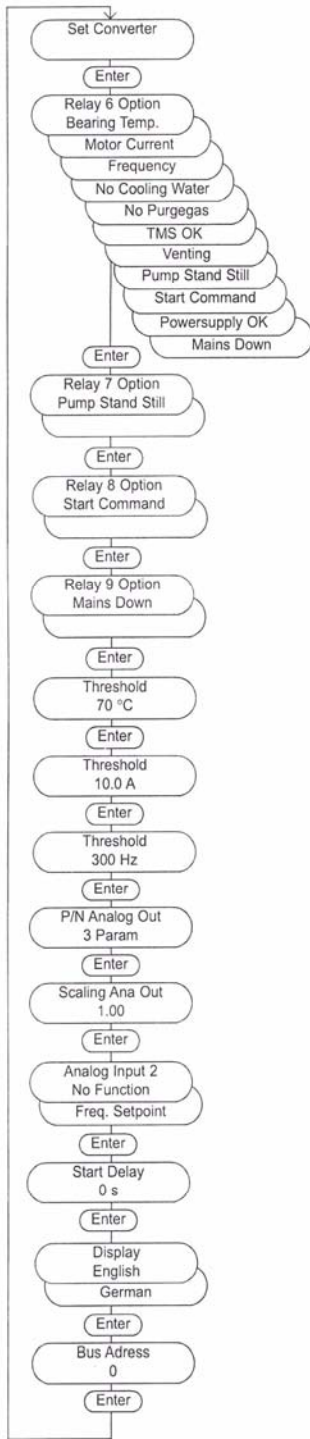 Set Converter
Enter
Relay 6 Option
Bearing Temp.
Motor Current
Frequency
No Cooling Water
No Purgegas
TMS OK
Venting
Pump Stand Still
Start Command
Powersupply OK
Mains Down
Enter
Relay 7 Option
Pump Stand Still
Enter
Relay 8 Option
Start Command
Enter
Relay 9 Option
Mains Down
Enter
Threshold
70 °C
Enter
Threshold
10.0 A
Enter
Threshold
300 Hz
Enter
P/N Analog Out
3 Param
Enter
Scaling Ana Out
1.00
Enter
Analog Input 2
No Function
Freq. Setpoint
Enter
Start Delay
0 s
Enter
Display
English
German
Enter
Bus Adress
0
Enter